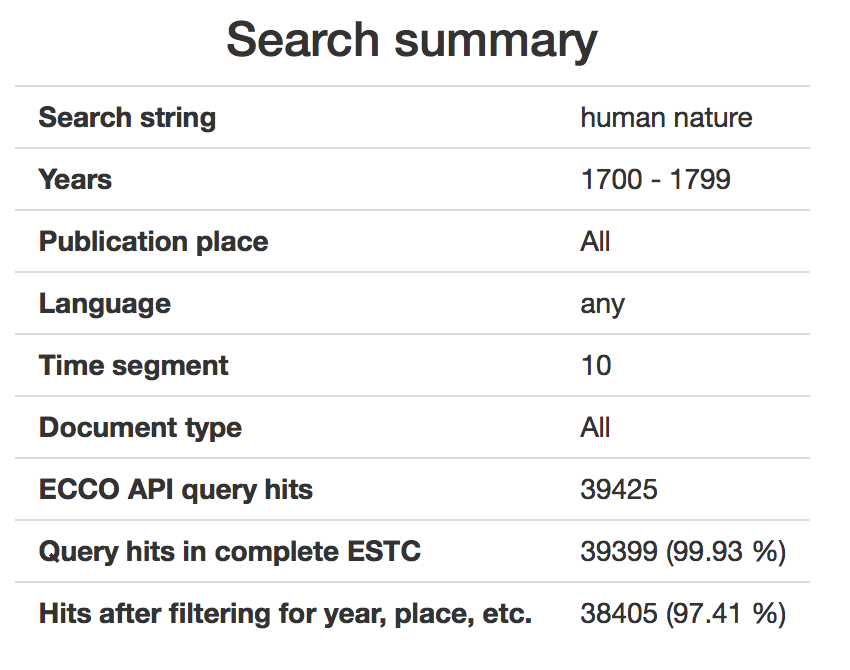 Search summary
Search string human nature
Years 1700 - 1799
Publication place All
Language any
Time segment 10
Document type All
ECCO API query hits 39425
Query hits in complete ESTC 39399 (99.93 %)
Hits after filtering for year, place, etc. 38405 (97.41 %)